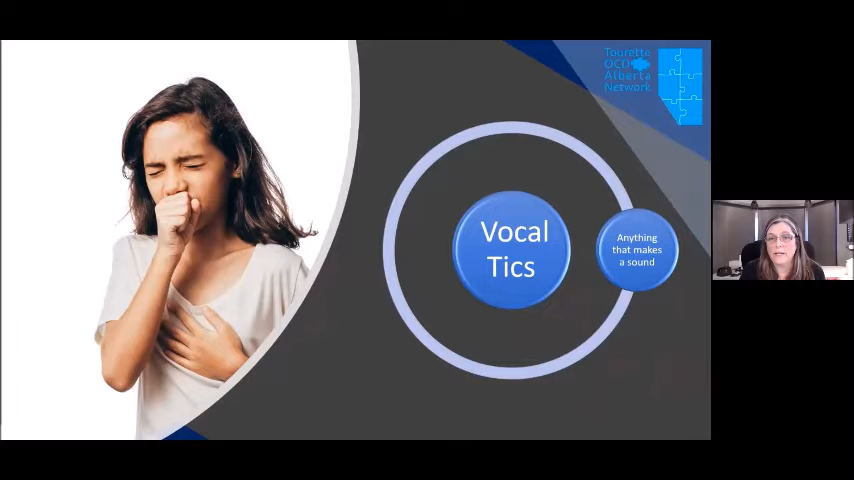 Tourette
OCD
Alberta
Network
Vocal
Tics
Anything
that makes
a sound